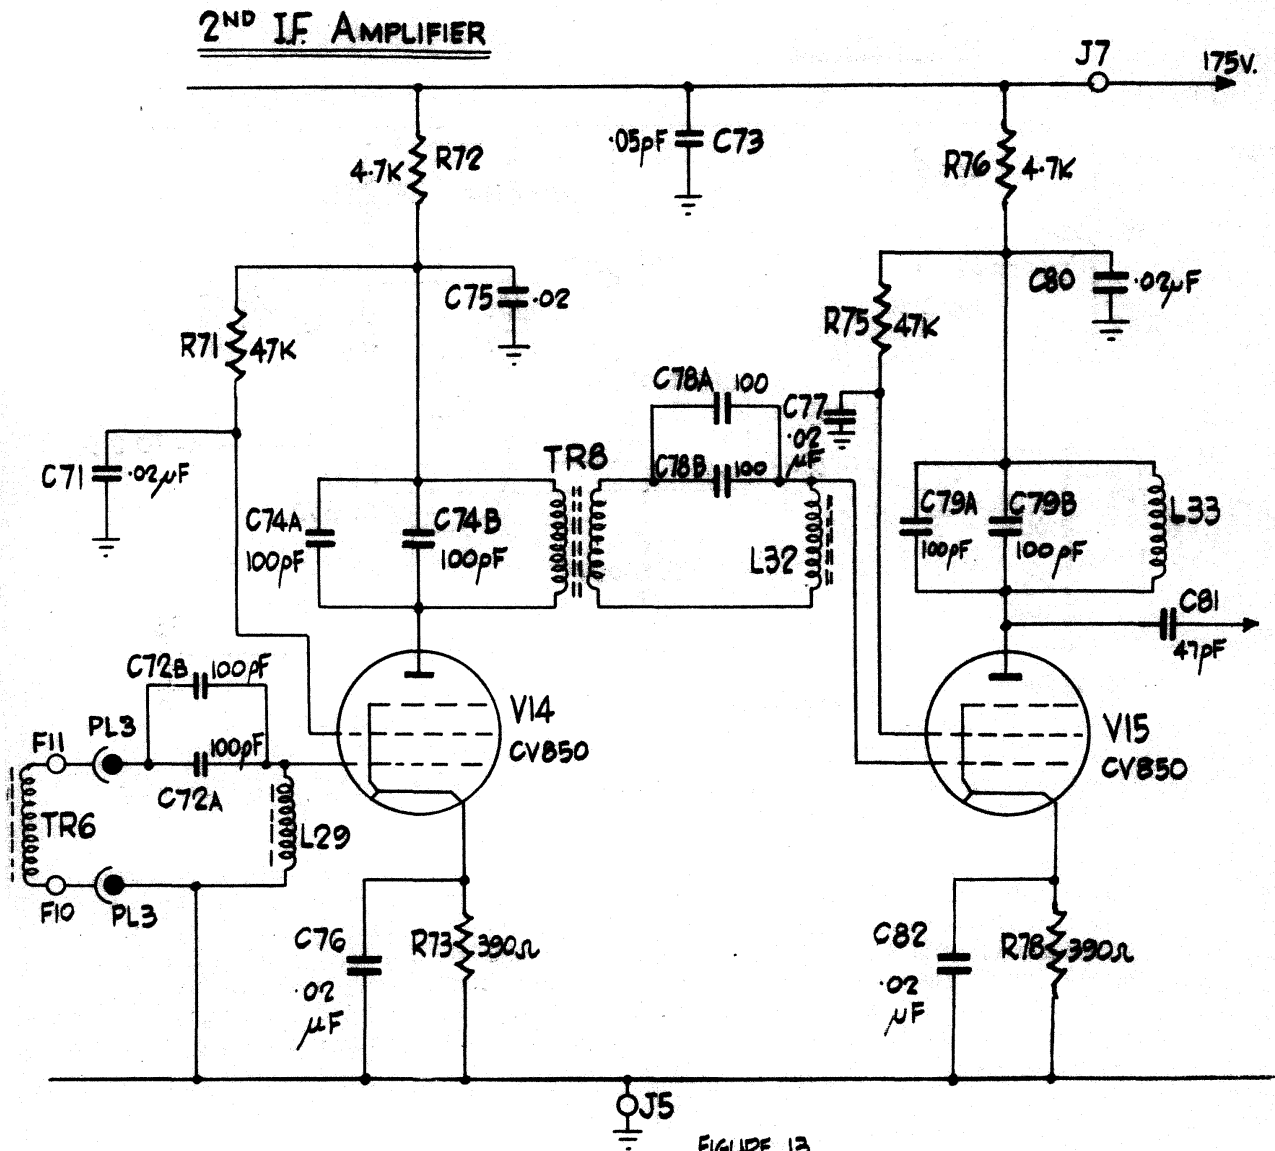 2ND I.F. AMPLIFIER
J7
175V.
4.7K
R72
.05pF
C73
R76
4.7K
C75
.02
C80
.02µF
R71
47K
R75
47K
C78A
100
C77
.02
µF
C71
.02µF
TR8
C78B
100
C74A
100pF
C74B
100pF
L32
C79A
100pF
C79B
100pF
L33
C81
47pF
C72B
100pF
V14
CV850
V15
CV850
F11
PL3
100pF
C72A
TR6
L29
F10
PL3
C76
.02
µF
R73
390Ω
C82
.02
µF
R78
390Ω
J5
FIGURE 13